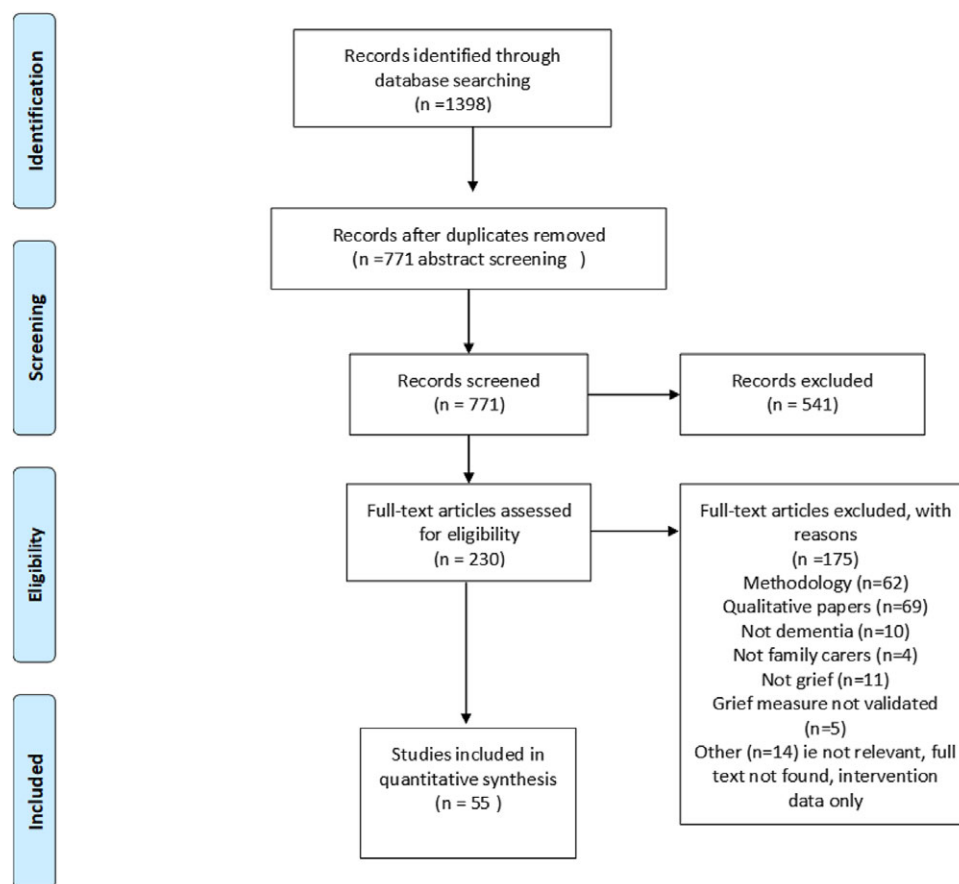 Identification
Records identified through
database searching
(n =1398)
Records after duplicates removed
(n =771 abstract screening )
Screening
Records screened
(n = 771)
Records excluded
(n = 541)
Eligibility
Full-text articles assessed
for eligibility
(n = 230)
Full-text articles excluded, with
reasons
(n =175)
Methodology (n=62)
Qualitative papers (n=69)
Not dementia (n=10)
Not family carers (n=4)
Not grief (n=11)
Grief measure not validated
(n=5)
Other (n=14) ie not relevant, full
text not found, intervention
data only
Included
Studies included in
quantitative synthesis
(n = 55 )